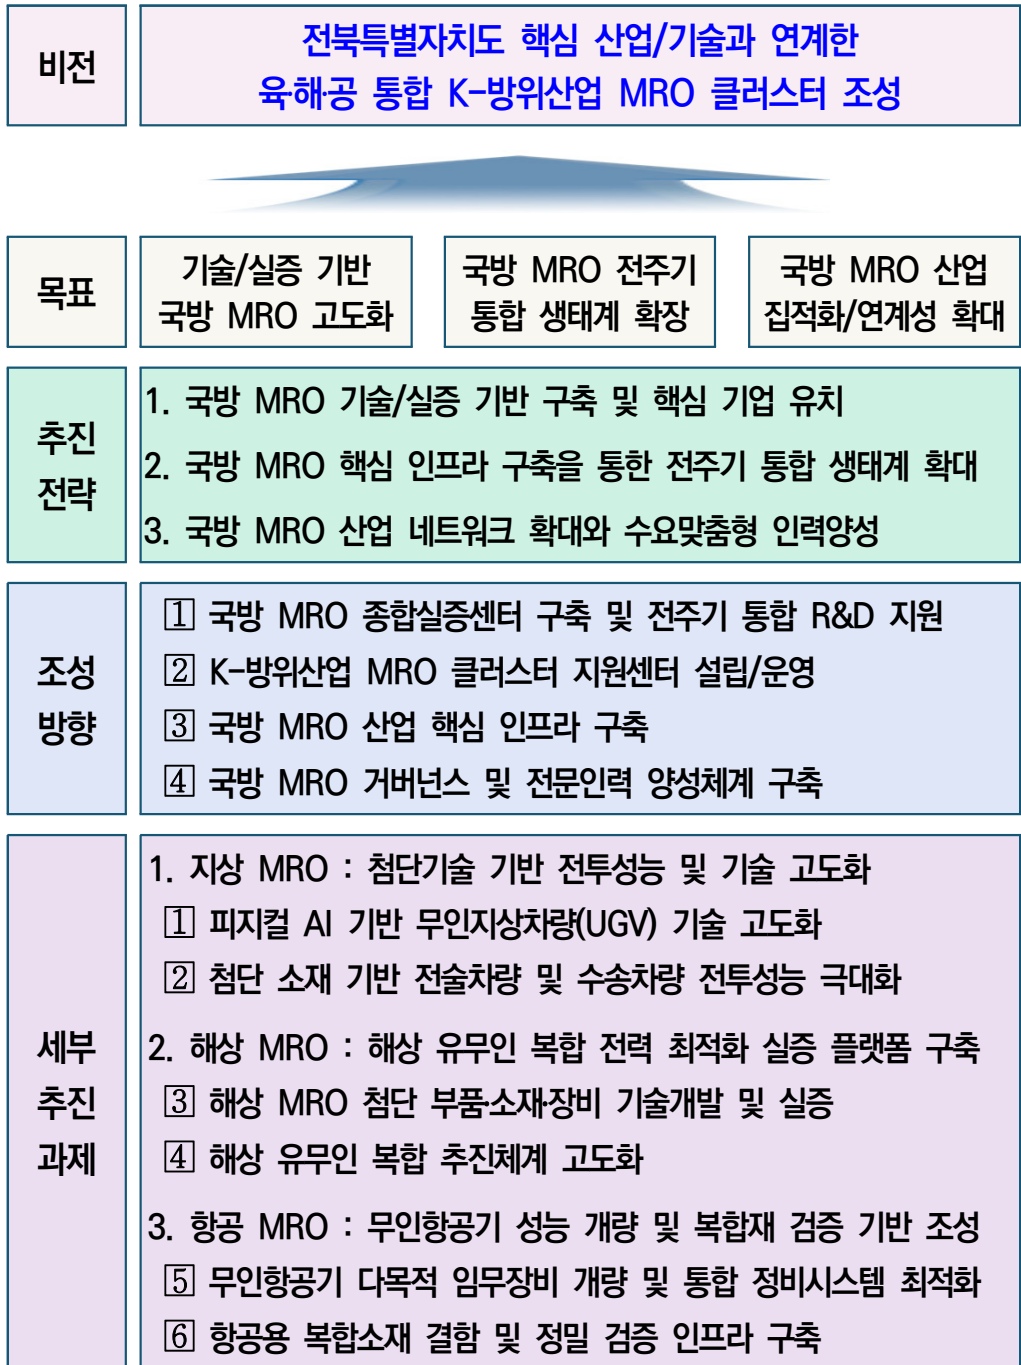 비전
전북특별자치도 핵심 산업/기술과 연계한
육·해·공 통합 K-방위산업 MRO 클러스터 조성
목표
기술/실증 기반
국방 MRO 고도화
국방 MRO 전주기
통합 생태계 확장
국방 MRO 산업
집적화/연계성 확대
추진
전략
1. 국방 MRO 기술/실증 기반 구축 및 핵심 기업 유치
2. 국방 MRO 핵심 인프라 구축을 통한 전주기 통합 생태계 확대
3. 국방 MRO 산업 네트워크 확대와 수요맞춤형 인력양성
조성
방향
1 국방 MRO 종합실증센터 구축 및 전주기 통합 R&D 지원
2 K-방위산업 MRO 클러스터 지원센터 설립/운영
3 국방 MRO 산업 핵심 인프라 구축
4 국방 MRO 거버넌스 및 전문인력 양성체계 구축
세부
추진
과제
1. 지상 MRO : 첨단기술 기반 전투성능 및 기술 고도화
1 피지컬 AI 기반 무인지상차량(UGV) 기술 고도화
2 첨단 소재 기반 전술차량 및 수송차량 전투성능 극대화
2. 해상 MRO : 해상 유무인 복합 전력 최적화 실증 플랫폼 구축
3 해상 MRO 첨단 부품·소재·장비 기술개발 및 실증
4 해상 유무인 복합 추진체계 고도화
3. 항공 MRO : 무인항공기 성능 개량 및 복합재 검증 기반 조성
5 무인항공기 다목적 임무장비 개량 및 통합 정비시스템 최적화
6 항공용 복합소재 결함 및 정밀 검증 인프라 구축